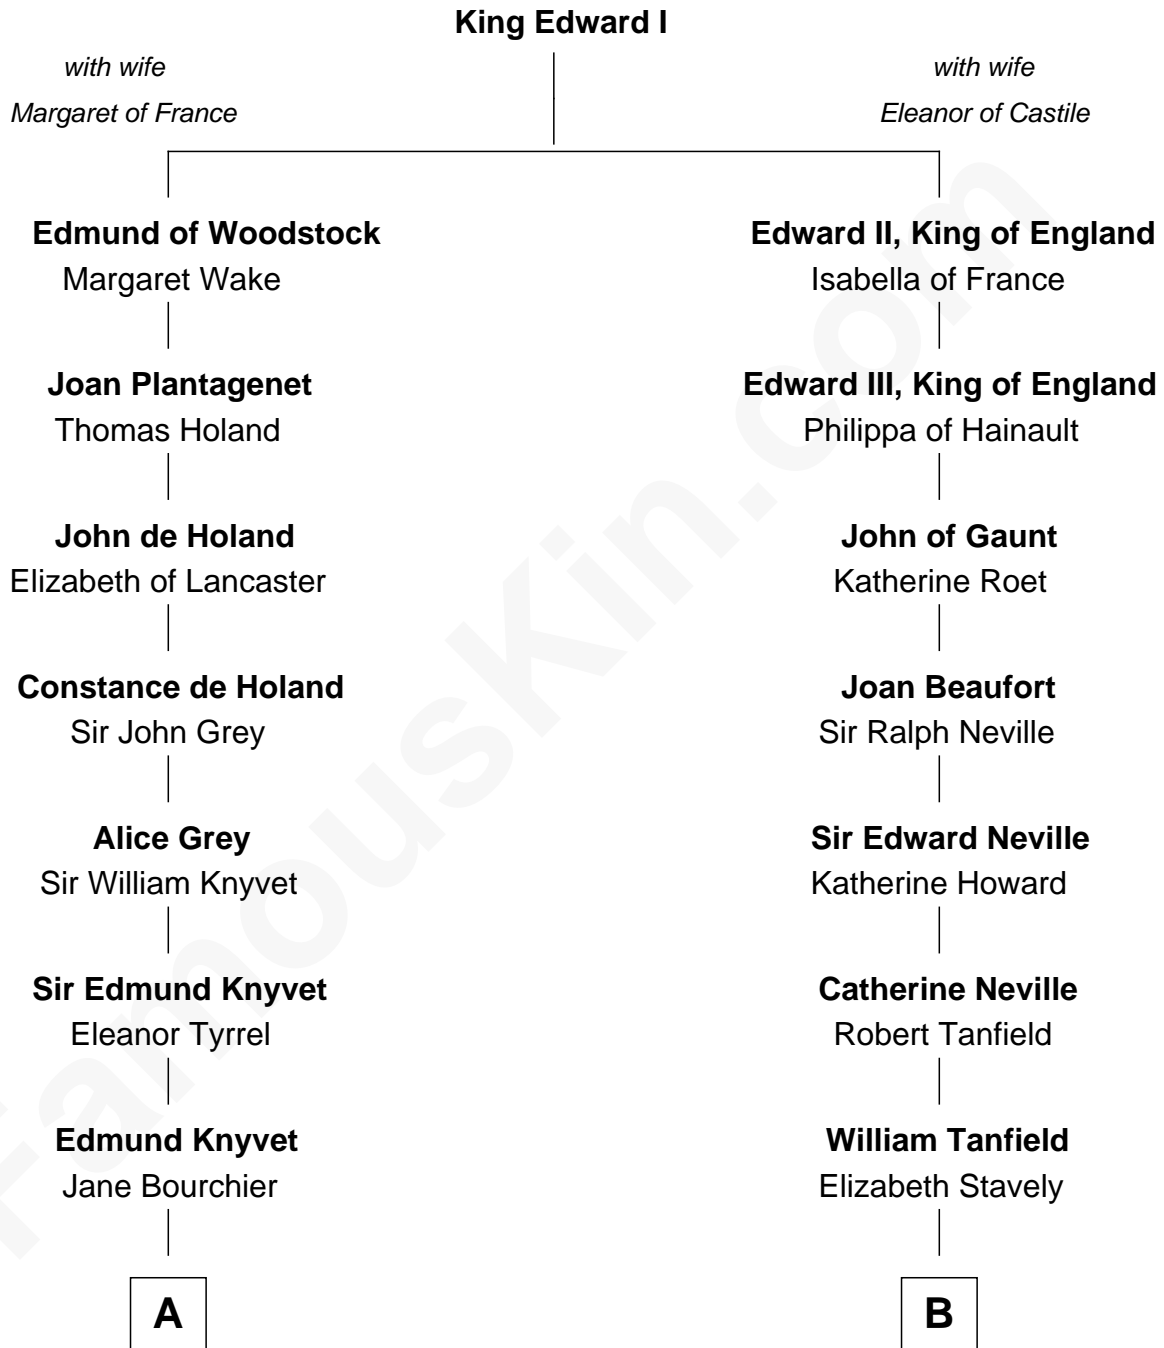 King Edward I
with wife
Margaret of France
with wife
Eleanor of Castile
Edmund of Woodstock
Margaret Wake
Edward II, King of England
Isabella of France
Joan Plantagenet
Thomas Holand
Edward III, King of England
Philippa of Hainault
John de Holand
Elizabeth of Lancaster
John of Gaunt
Katherine Roet
Constance de Holand
Sir John Grey
Joan Beaufort
Sir Ralph Neville
Alice Grey
Sir William Knyvet
Sir Edward Neville
Katherine Howard
Sir Edmund Knyvet
Eleanor Tyrrel
Catherine Neville
Robert Tanfield
Edmund Knyvet
Jane Bourchier
William Tanfield
Elizabeth Stavely
A
B
FamousKin.com